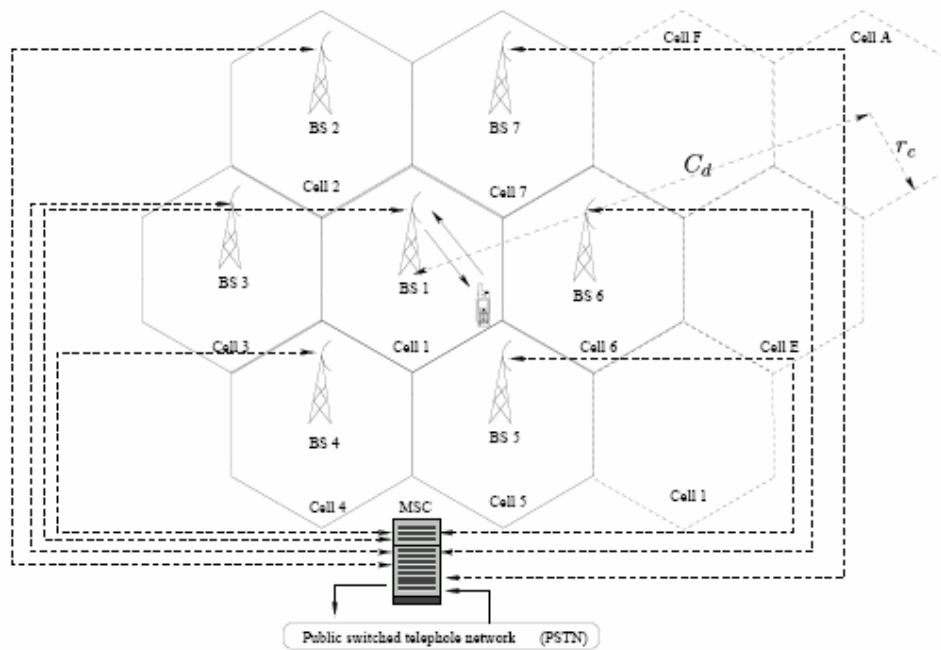 Cell F
Cell A
BS 2
BS 7
C_d
r_c
Cell 2
Cell 7
BS 3
BS 1
BS 6
Cell 3
Cell 1
Cell 6
Cell E
BS 4
BS 5
Cell 4
MSC
Cell 5
Cell 1
Public switched telephole network (PSTN)